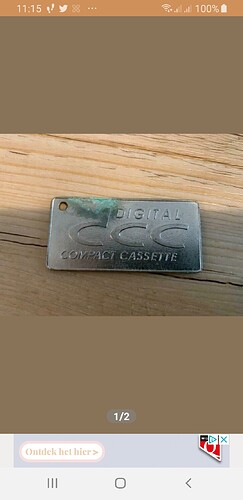 11:15
100%
DIGITAL
CCC
COMPACT CASSETTE
1/2
Ontdek het hier >